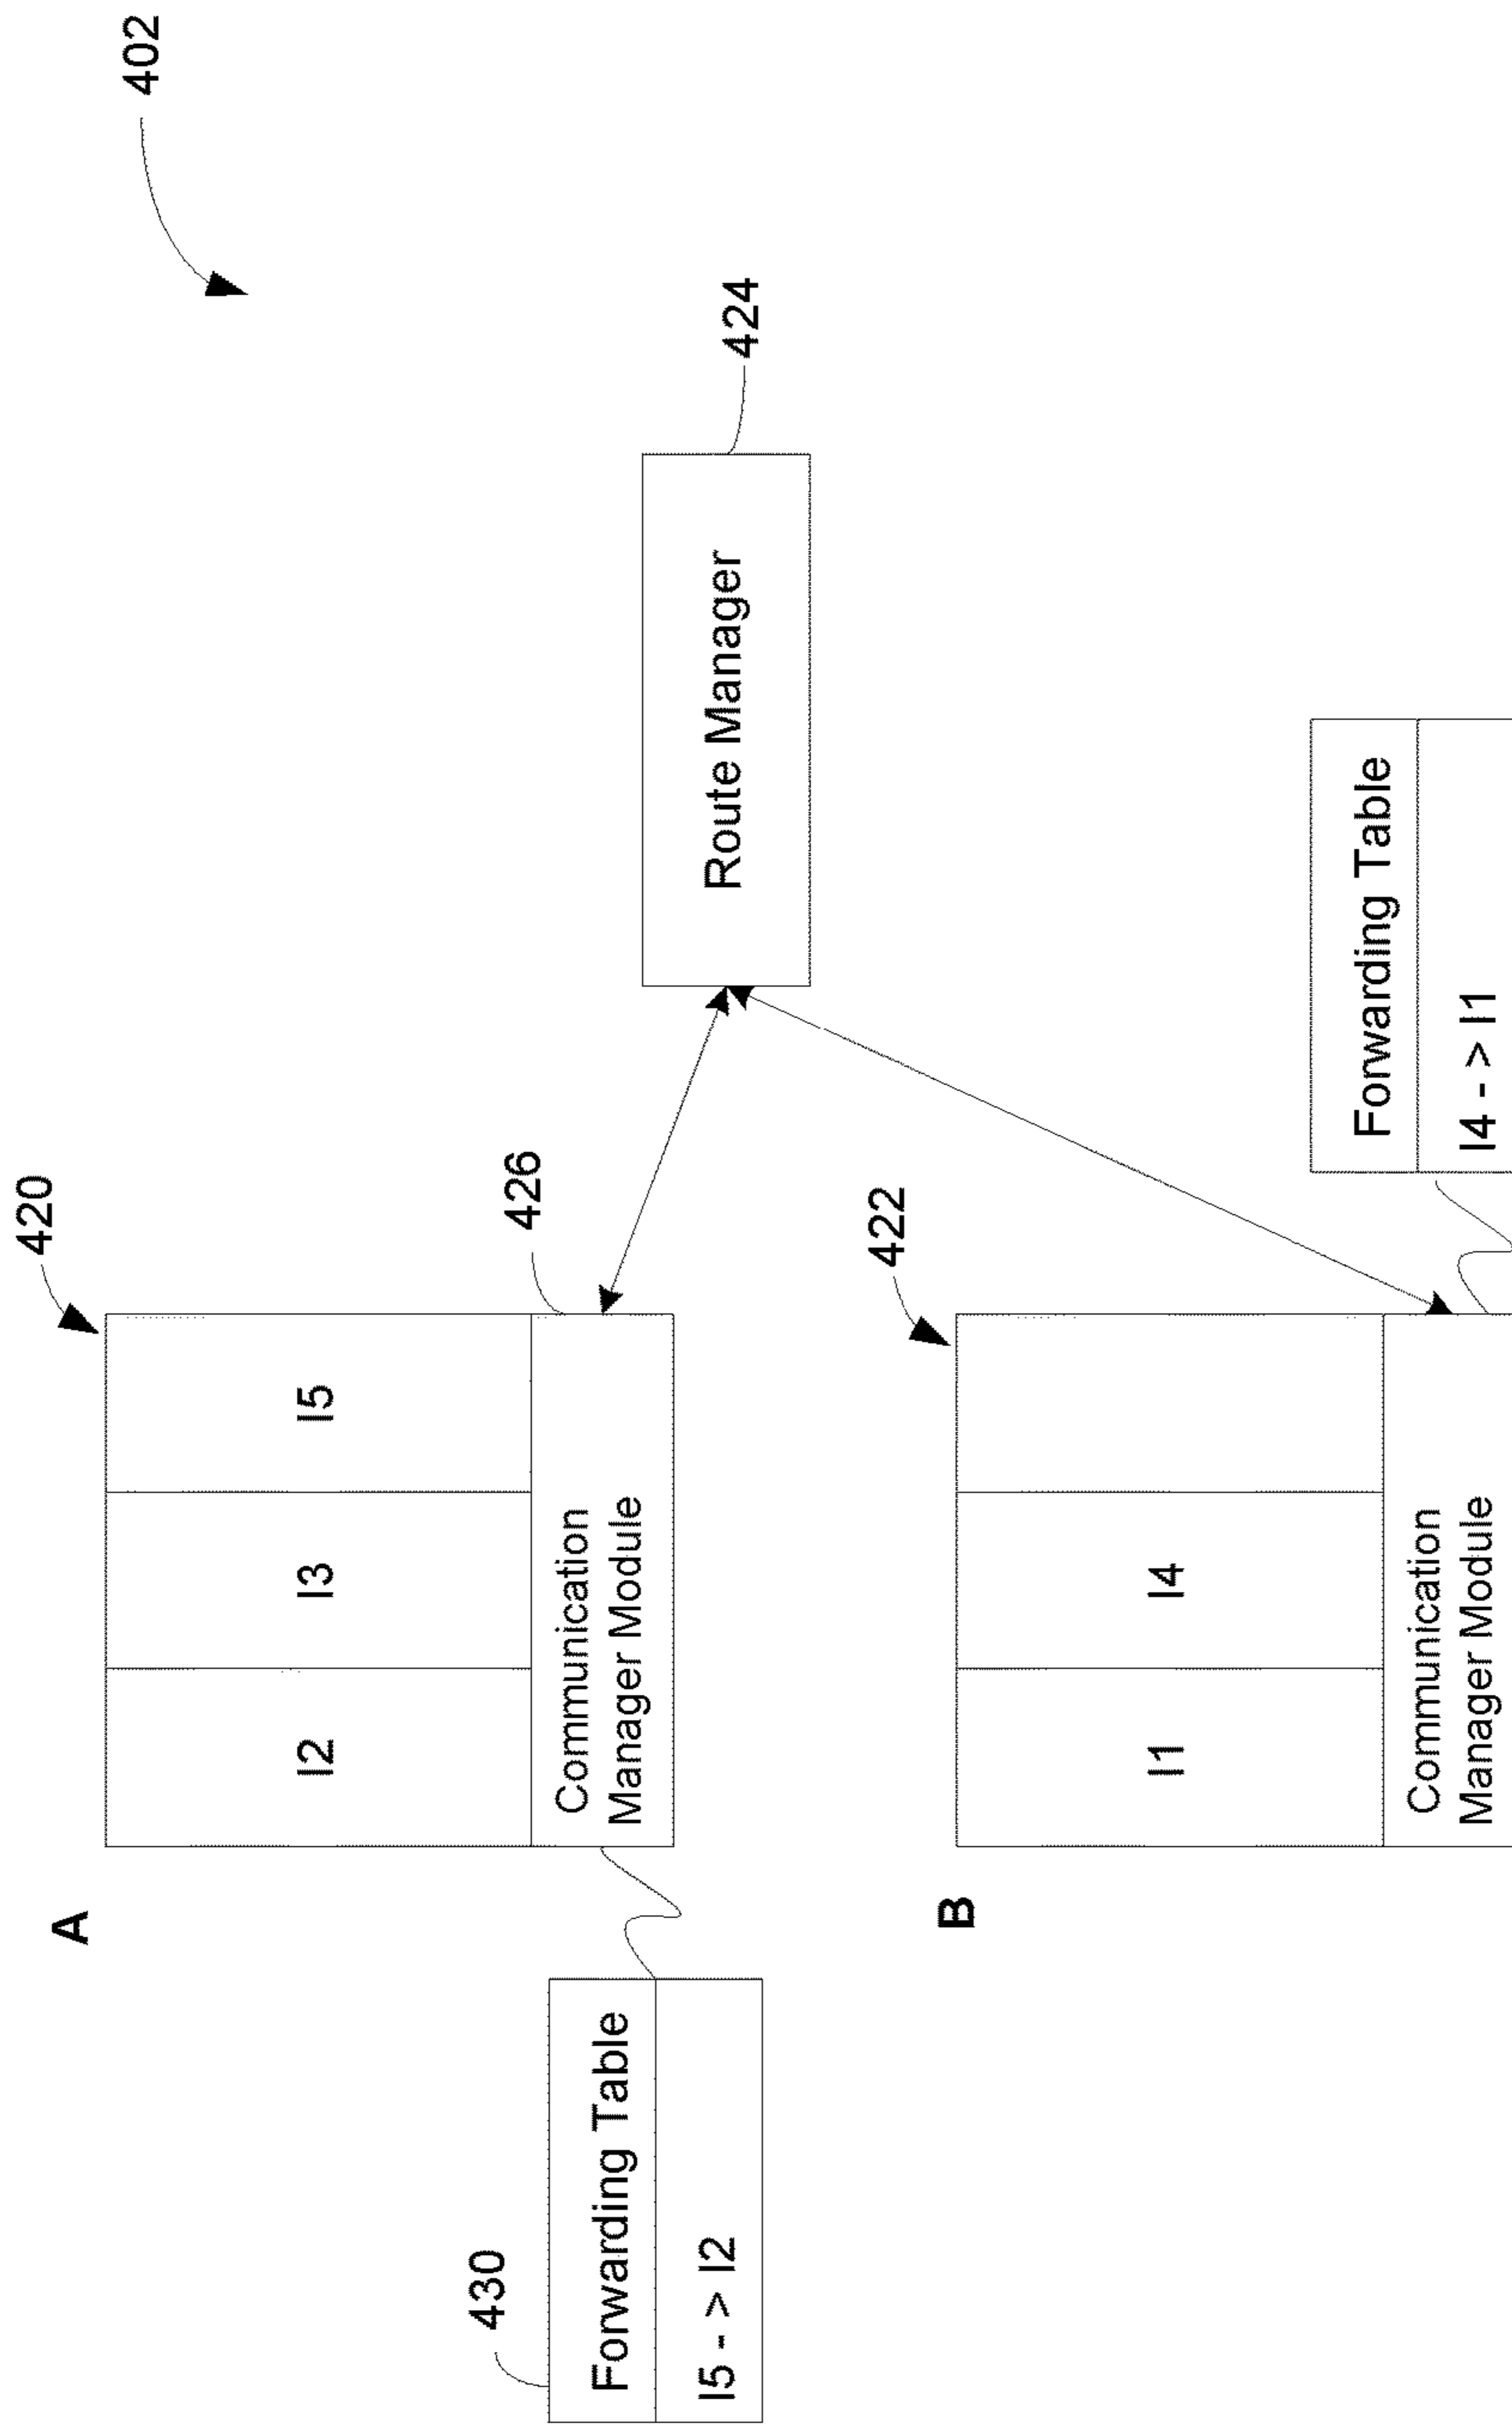 402
420
A
I2
I3
I5
Communication
Manager Module
426
430
Forwarding Table
I5 - > I2
Route Manager
424
422
B
I1
I4
Communication
Manager Module
Forwarding Table
I4 - > I1